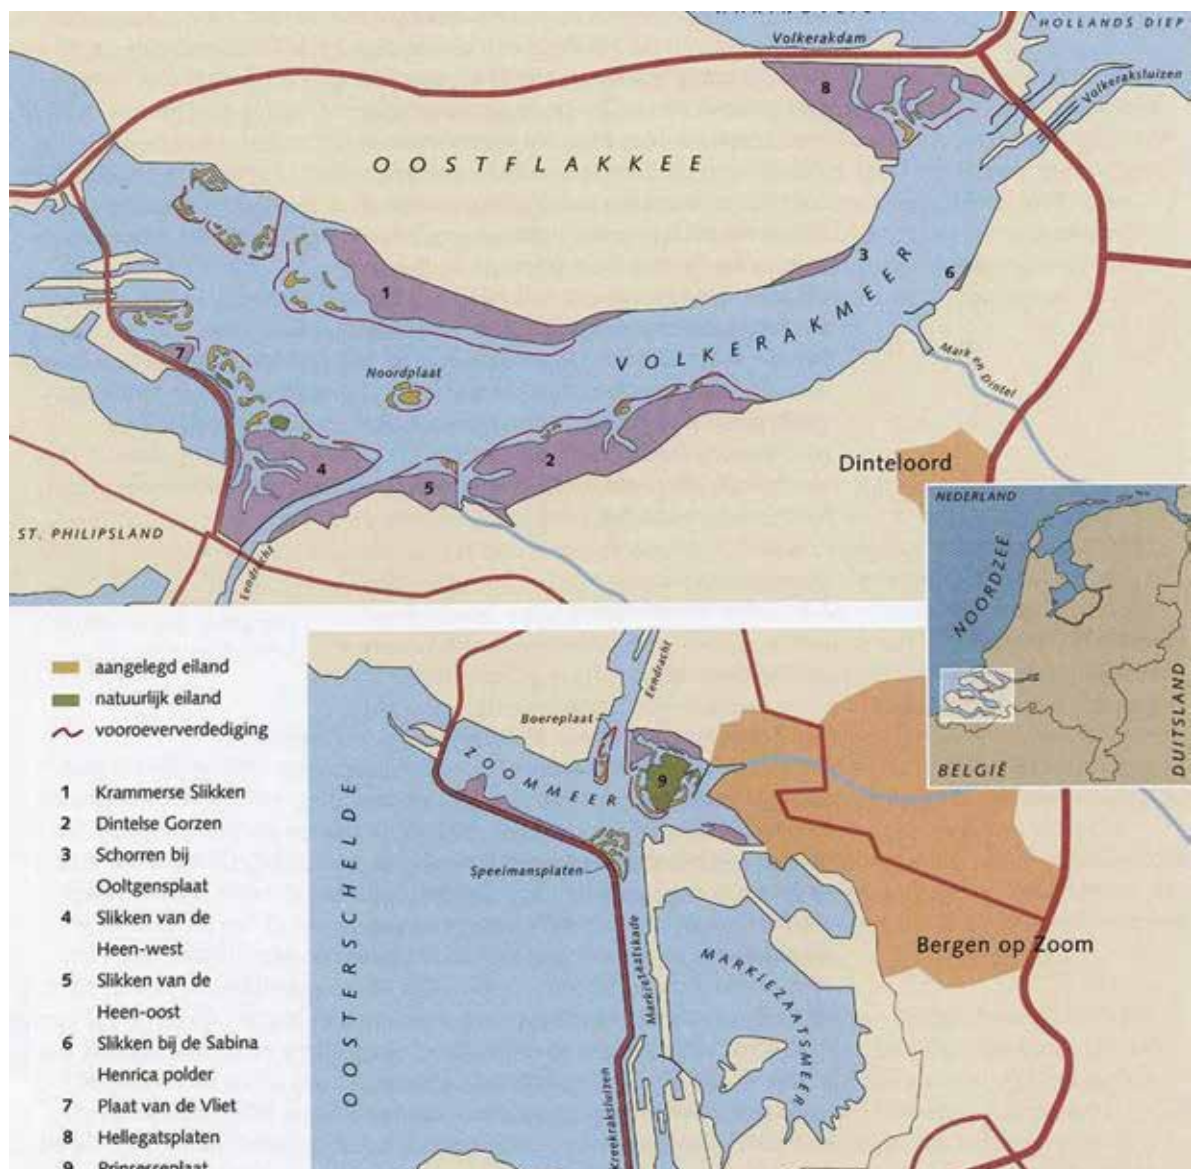 HOLLANDS DIEP
Volkerakdam
Volkeraksluizen
8
OOSTFLAKKEE
3
6
1
VOLKERAKMEER
7
Noordplaat
Mark en Dintel
4
2
5
Dinteloord
ST. PHILIPSLAND
Eendracht
NEDERLAND
NOORDZEE
DUITSLAND
BELGIË
aangelegd eiland
natuurlijk eiland
vooroeververdediging
1 Krammerse Slikken
2 Dintelse Gorzen
3 Schorren bij
Ooltgensplaat
4 Slikken van de
Heen-west
5 Slikken van de
Heen-oost
6 Slikken bij de Sabina
Henrica polder
7 Plaat van de Vliet
8 Hellegatsplaten
9 Prinsesseplaat
Eendracht
Boereplaat
ZOOMMEER
9
Speelmansplaten
OOSTERSCHELDE
Bergen op Zoom
Markiezaatskade
MARKIEZAATSMEER
Kreekraksluizen